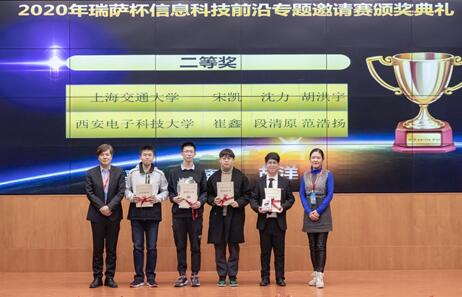 2020年瑞萨杯信息科技前沿专题邀请赛颁奖典礼
二等奖
上海交通大学 宋凯 沈力 胡洪宇
西安电子科技大学 崔鑫 段清原 范浩扬
洋